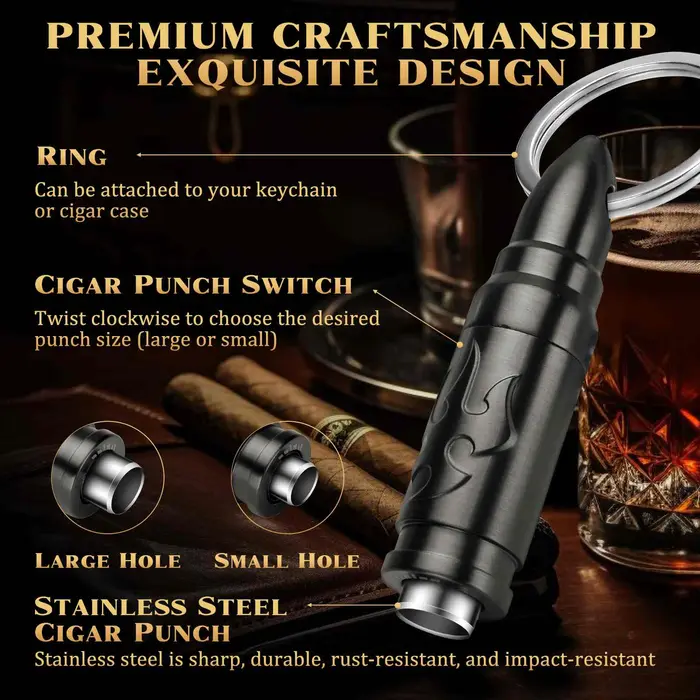 PREMIUM CRAFTSMANSHIP
EXQUISITE DESIGN
RING
Can be attached to your keychain
or cigar case
CIGAR PUNCH SWITCH
Twist clockwise to choose the desired
punch size (large or small)
LARGE HOLE
SMALL HOLE
STAINLESS STEEL
CIGAR PUNCH
Stainless steel is sharp, durable, rust-resistant, and impact-resistant